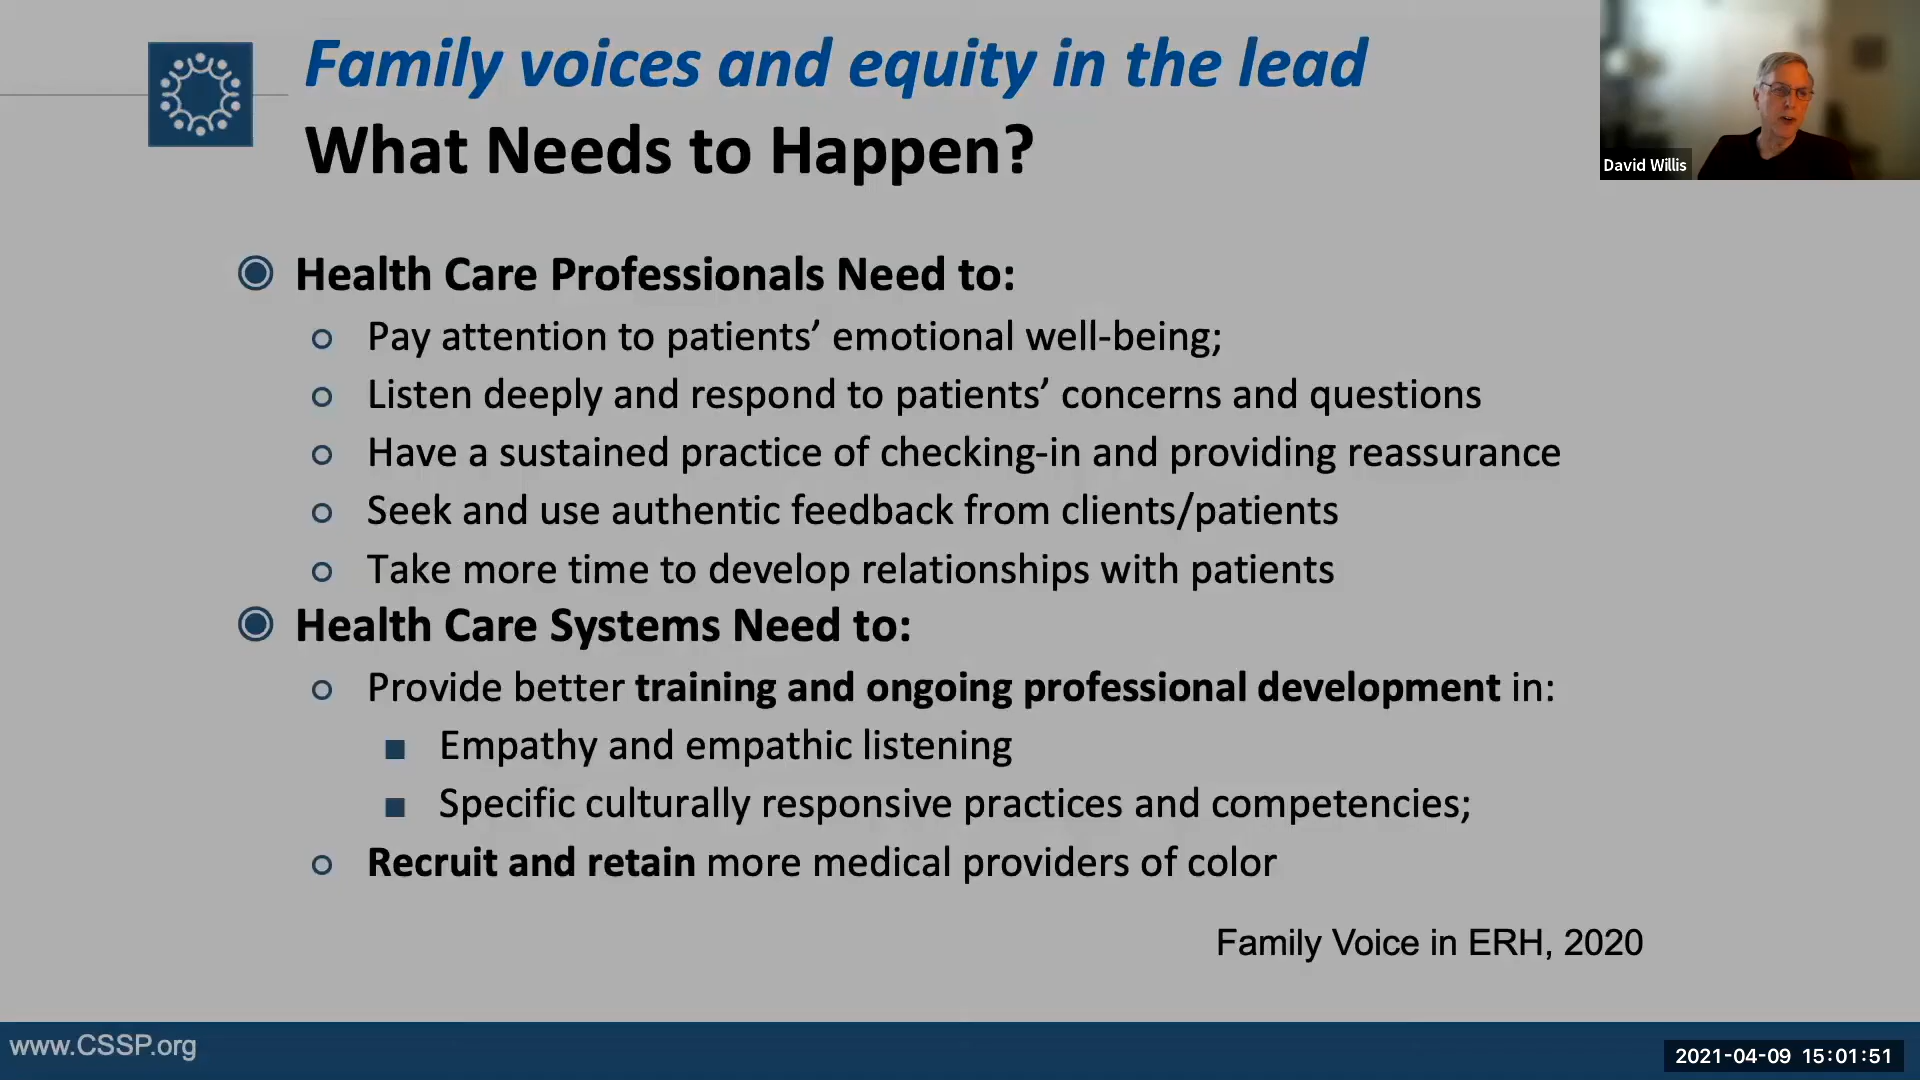 Family voices and equity in the lead
What Needs to Happen?
David Willis
Health Care Professionals Need to:
Pay attention to patients’ emotional well-being;
Listen deeply and respond to patients’ concerns and questions
Have a sustained practice of checking-in and providing reassurance
Seek and use authentic feedback from clients/patients
Take more time to develop relationships with patients
Health Care Systems Need to:
Provide better training and ongoing professional development in:
Empathy and empathic listening
Specific culturally responsive practices and competencies;
Recruit and retain more medical providers of color
Family Voice in ERH, 2020
www.CSSP.org
2021-04-09 15:01:51